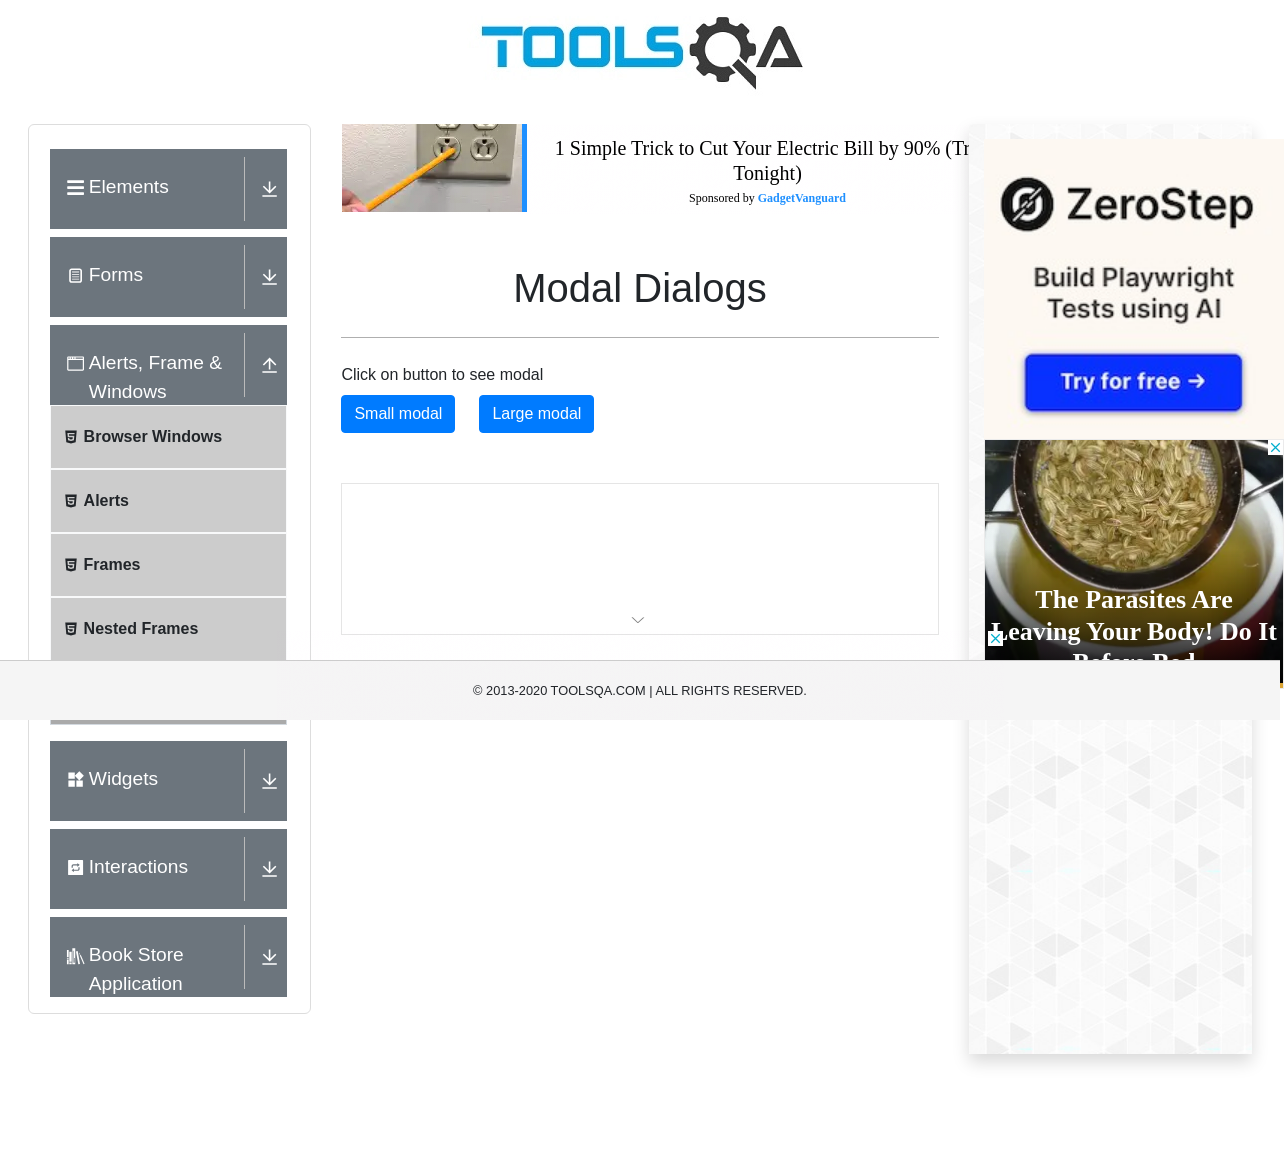 TOOLSQA
Elements
Forms
Alerts, Frame &
Windows
Browser Windows
Alerts
Frames
Nested Frames
Widgets
Interactions
Book Store
Application
1 Simple Trick to Cut Your Electric Bill by 90% (Tr
Tonight)
Sponsored by GadgetVanguard
Modal Dialogs
Click on button to see modal
Small modal
Large modal
ZeroStep
Build Playwright
Tests using AI
Try for free →
The Parasites Are
Leaving Your Body! Do It
Before Bed
© 2013-2020 TOOLSQA.COM | ALL RIGHTS RESERVED.